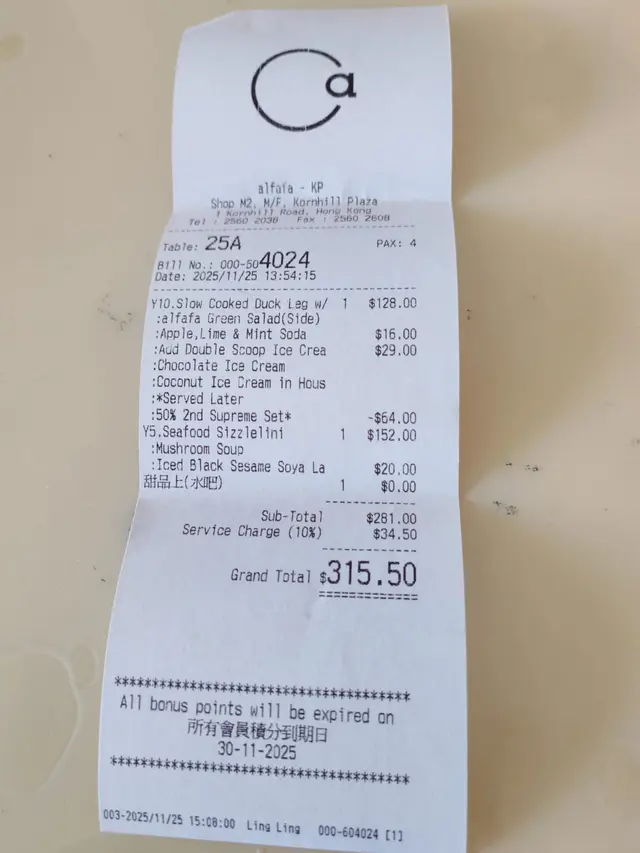 a
alfafa - KP
Shop M2, M/F, Kornhill Plaza
1 Kornhill Road, Hong Kong
Tel : 2560 2038 Fax : 2560 2608
Table: 25A PAX: 4
Bill No.: 000-604024
Date: 2025/11/25 13:54:15
Y10.Slow Cooked Duck Leg w/ 1 $128.00
:alfafa Green Salad(Side)
:Apple,Lime & Mint Soda $16.00
:Add Double Scoop Ice Crea $29.00
:Chocolate Ice Cream
:Coconut Ice Cream in Hous
:*Served Later
:50% 2nd Supreme Set* -$64.00
Y5.Seafood Sizzlelini 1 $152.00
:Mushroom Soup
:Iced Black Sesame Soya La $20.00
甜品上(水吧) 1 $0.00
Sub-Total $281.00
Service Charge (10%) $34.50
Grand Total $315.50
=============
****************************************
All bonus points will be expired on
所有會員積分到期日
30-11-2025
****************************************
003-2025/11/25 15:08:00 Ling Ling 000-604024 [1]